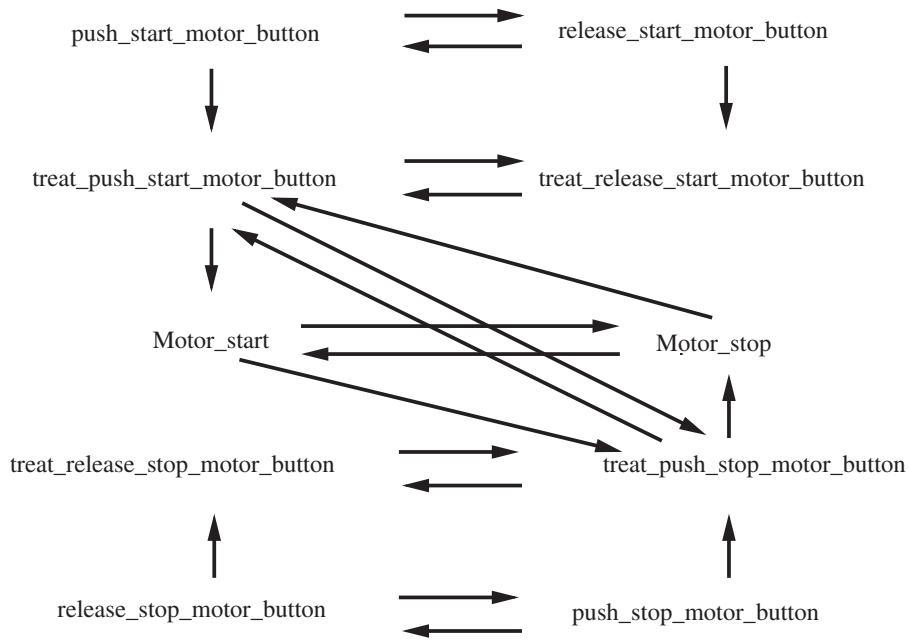 push_start_motor_button
release_start_motor_button
treat_push_start_motor_button
treat_release_start_motor_button
Motor_start
Motor_stop
treat_release_stop_motor_button
treat_push_stop_motor_button
release_stop_motor_button
push_stop_motor_button